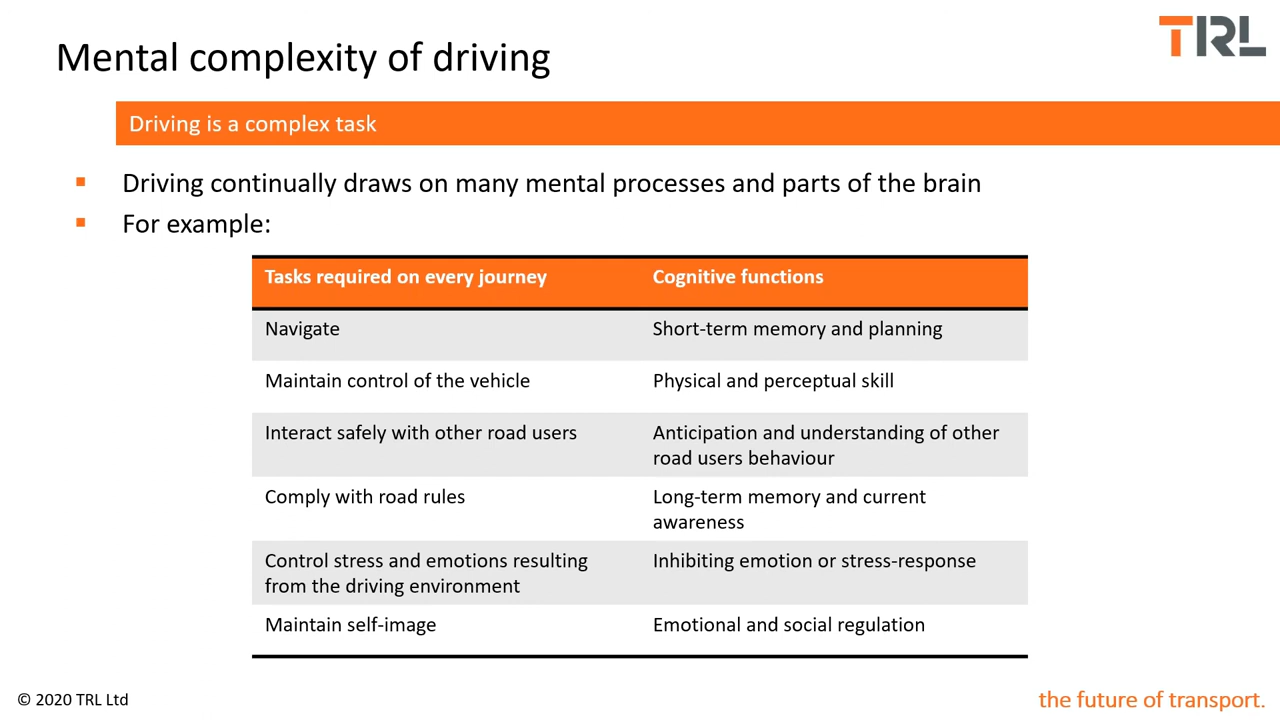 Mental complexity of driving
TRL
Driving is a complex task
Driving continually draws on many mental processes and parts of the brain
For example:
Tasks required on every journey
Cognitive functions
Navigate
Short-term memory and planning
Maintain control of the vehicle
Physical and perceptual skill
Interact safely with other road users
Anticipation and understanding of other
road users behaviour
Comply with road rules
Long-term memory and current
awareness
Control stress and emotions resulting
from the driving environment
Inhibiting emotion or stress-response
Maintain self-image
Emotional and social regulation
© 2020 TRL Ltd
the future of transport.